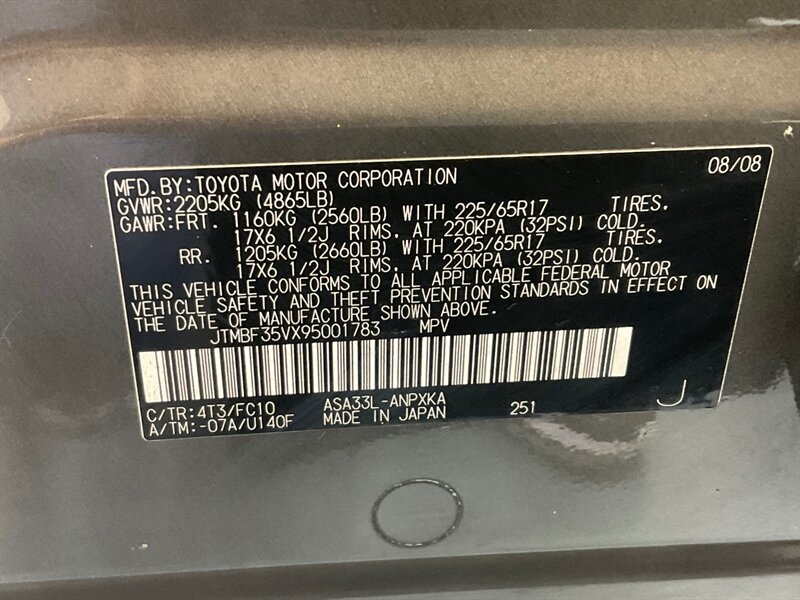 MFD.BY:TOYOTA MOTOR CORPORATION 08/08
GVWR:2205KG (4865LB)
GAWR:FRT. 1160KG (2560LB) WITH 225/65R17 TIRES.
17X6 1/2J RIMS. AT 220KPA (32PSI) COLD.
RR. 1205KG (2660LB) WITH 225/65R17 TIRES.
17X6 1/2J RIMS. AT 220KPA (32PSI) COLD.
THIS VEHICLE CONFORMS TO ALL APPLICABLE FEDERAL MOTOR
VEHICLE SAFETY AND THEFT PREVENTION STANDARDS IN EFFECT ON
THE DATE OF MANUFACTURE SHOWN ABOVE.
JTMBF35VX95001783 MPV
C/TR:4T3/FC10 ASA33L-ANPXKA 251 J
A/TM:-07A/U140F MADE IN JAPAN